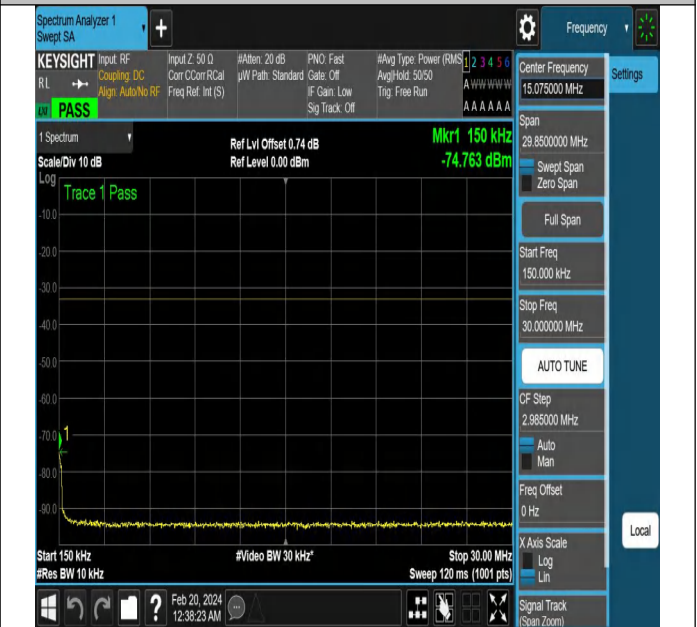 Spectrum Analyzer 1
Swept SA
Frequency
KEYSIGHT
RL
PASS
Input: RF
Coupling: DC
Align: Auto/No RF
Input Z: 50 Ω
Corr CCorr RCal
Freq Ref: Int (S)
#Atten: 20 dB
µW Path: Standard
PNO: Fast
Gate: Off
IF Gain: Low
Sig Track: Off
#Avg Type: Power (RMS
Avg|Hold: 50/50
Trig: Free Run
1 2 3 4 5 6
A W W W W W
A A A A A A
1 Spectrum
Scale/Div 10 dB
Ref Lvl Offset 0.74 dB
Ref Level 0.00 dBm
Mkr1 150 kHz
-74.763 dBm
Log
Trace 1 Pass
-10.0
-20.0
-30.0
-40.0
-50.0
-60.0
-70.0
-80.0
-90.0
1
Start 150 kHz
#Res BW 10 kHz
#Video BW 30 kHz*
Stop 30.00 MHz
Sweep 120 ms (1001 pts)
?
Feb 20, 2024
12:38:23 AM
Center Frequency
15.075000 MHz
Settings
Span
29.8500000 MHz
Swept Span
Zero Span
Full Span
Start Freq
150.000 kHz
Stop Freq
30.000000 MHz
AUTO TUNE
CF Step
2.985000 MHz
Auto
Man
Freq Offset
0 Hz
X Axis Scale
Log
Lin
Local
Signal Track
(Span Zoom)